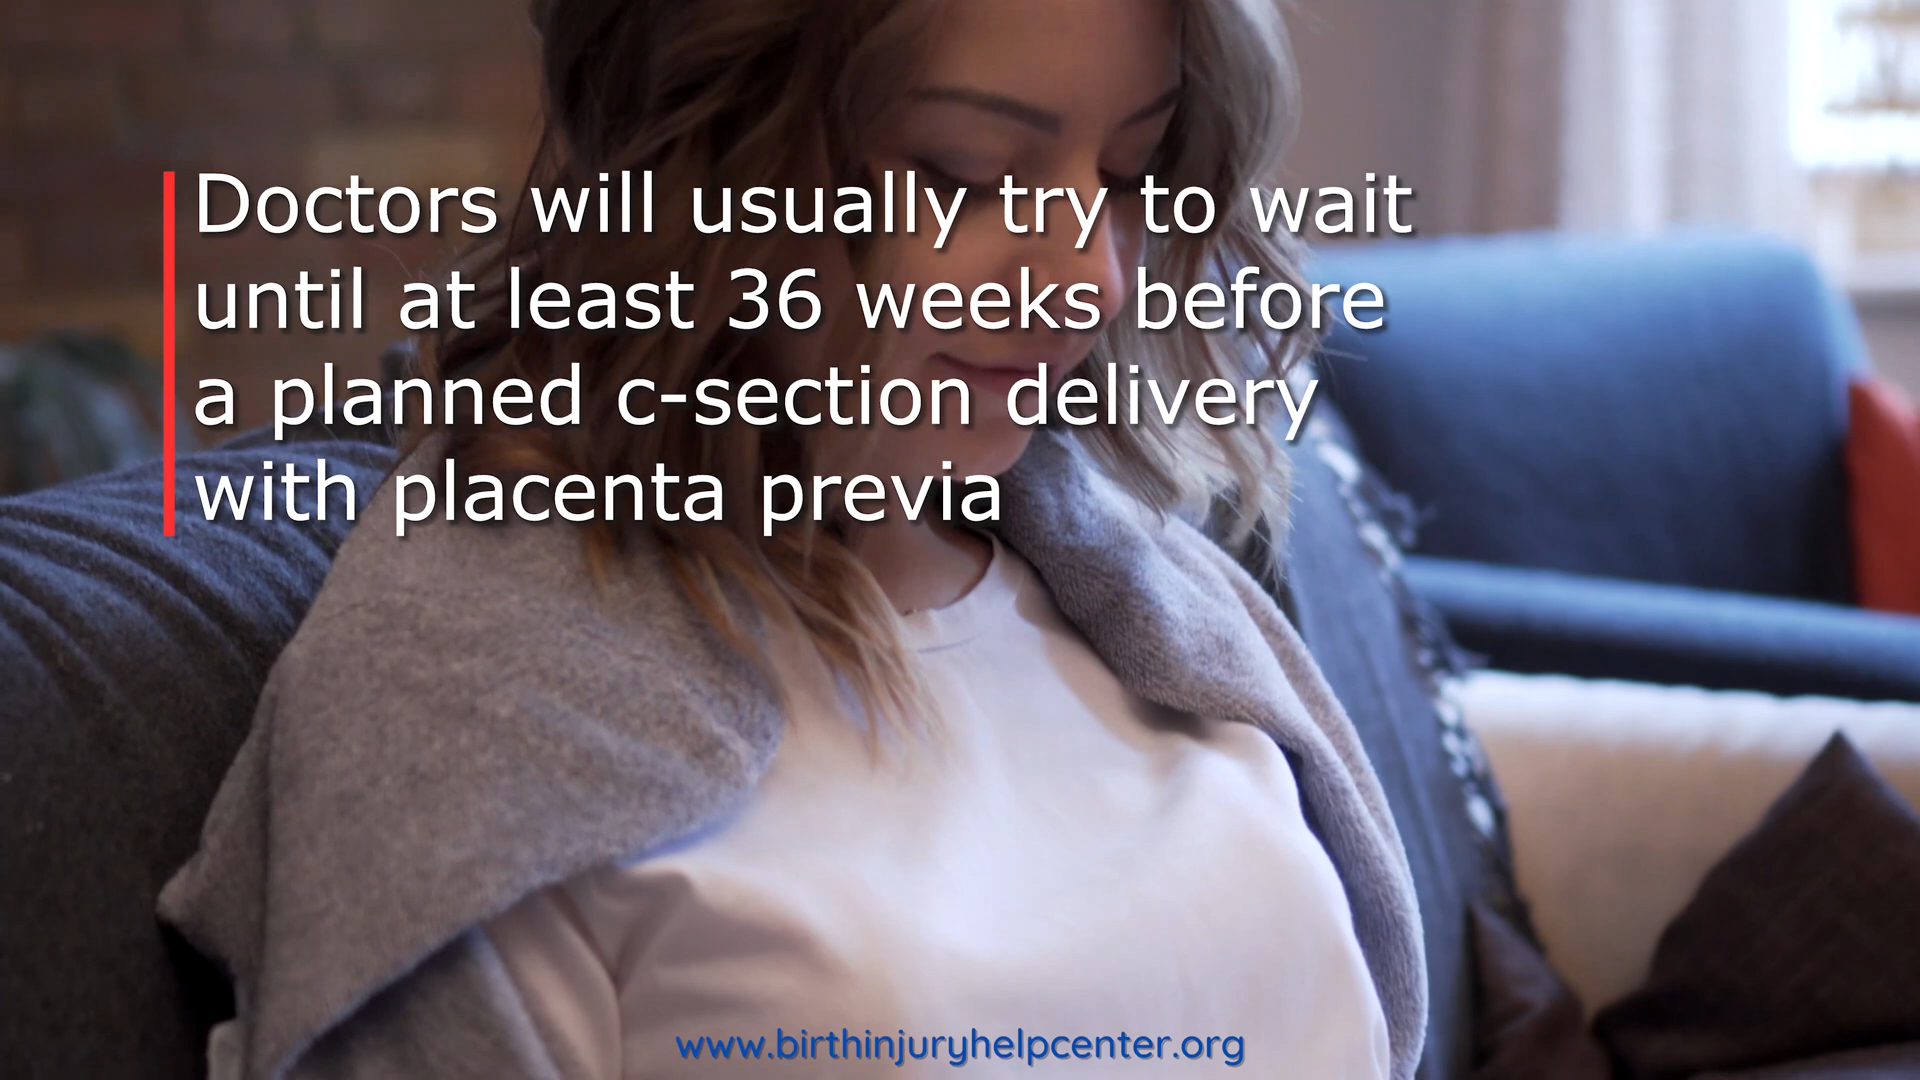 Doctors will usually try to wait
until at least 36 weeks before
a planned c-section delivery
with placenta previa
www.birthinjuryhelpcenter.org